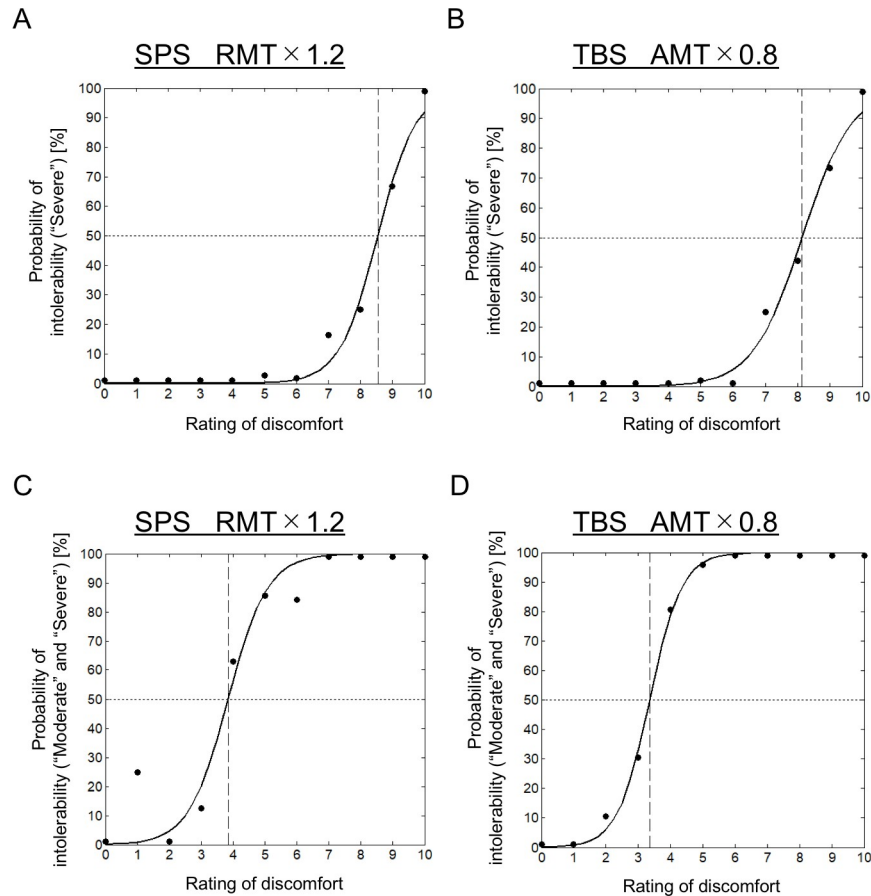 A
SPS RMT×1.2
Probability of
intolerability (“Severe”) [%]
100
90
80
70
60
50
40
30
20
10
0
0 1 2 3 4 5 6 7 8 9 10
Rating of discomfort
B
TBS AMT×0.8
Probability of
intolerability (“Severe”) [%]
100
90
80
70
60
50
40
30
20
10
0
0 1 2 3 4 5 6 7 8 9 10
Rating of discomfort
C
SPS RMT×1.2
Probability of
intolerability (“Moderate” and “Severe”) [%]
100
90
80
70
60
50
40
30
20
10
0
0 1 2 3 4 5 6 7 8 9 10
Rating of discomfort
D
TBS AMT×0.8
Probability of
intolerability (“Moderate” and “Severe”) [%]
100
90
80
70
60
50
40
30
20
10
0
0 1 2 3 4 5 6 7 8 9 10
Rating of discomfort